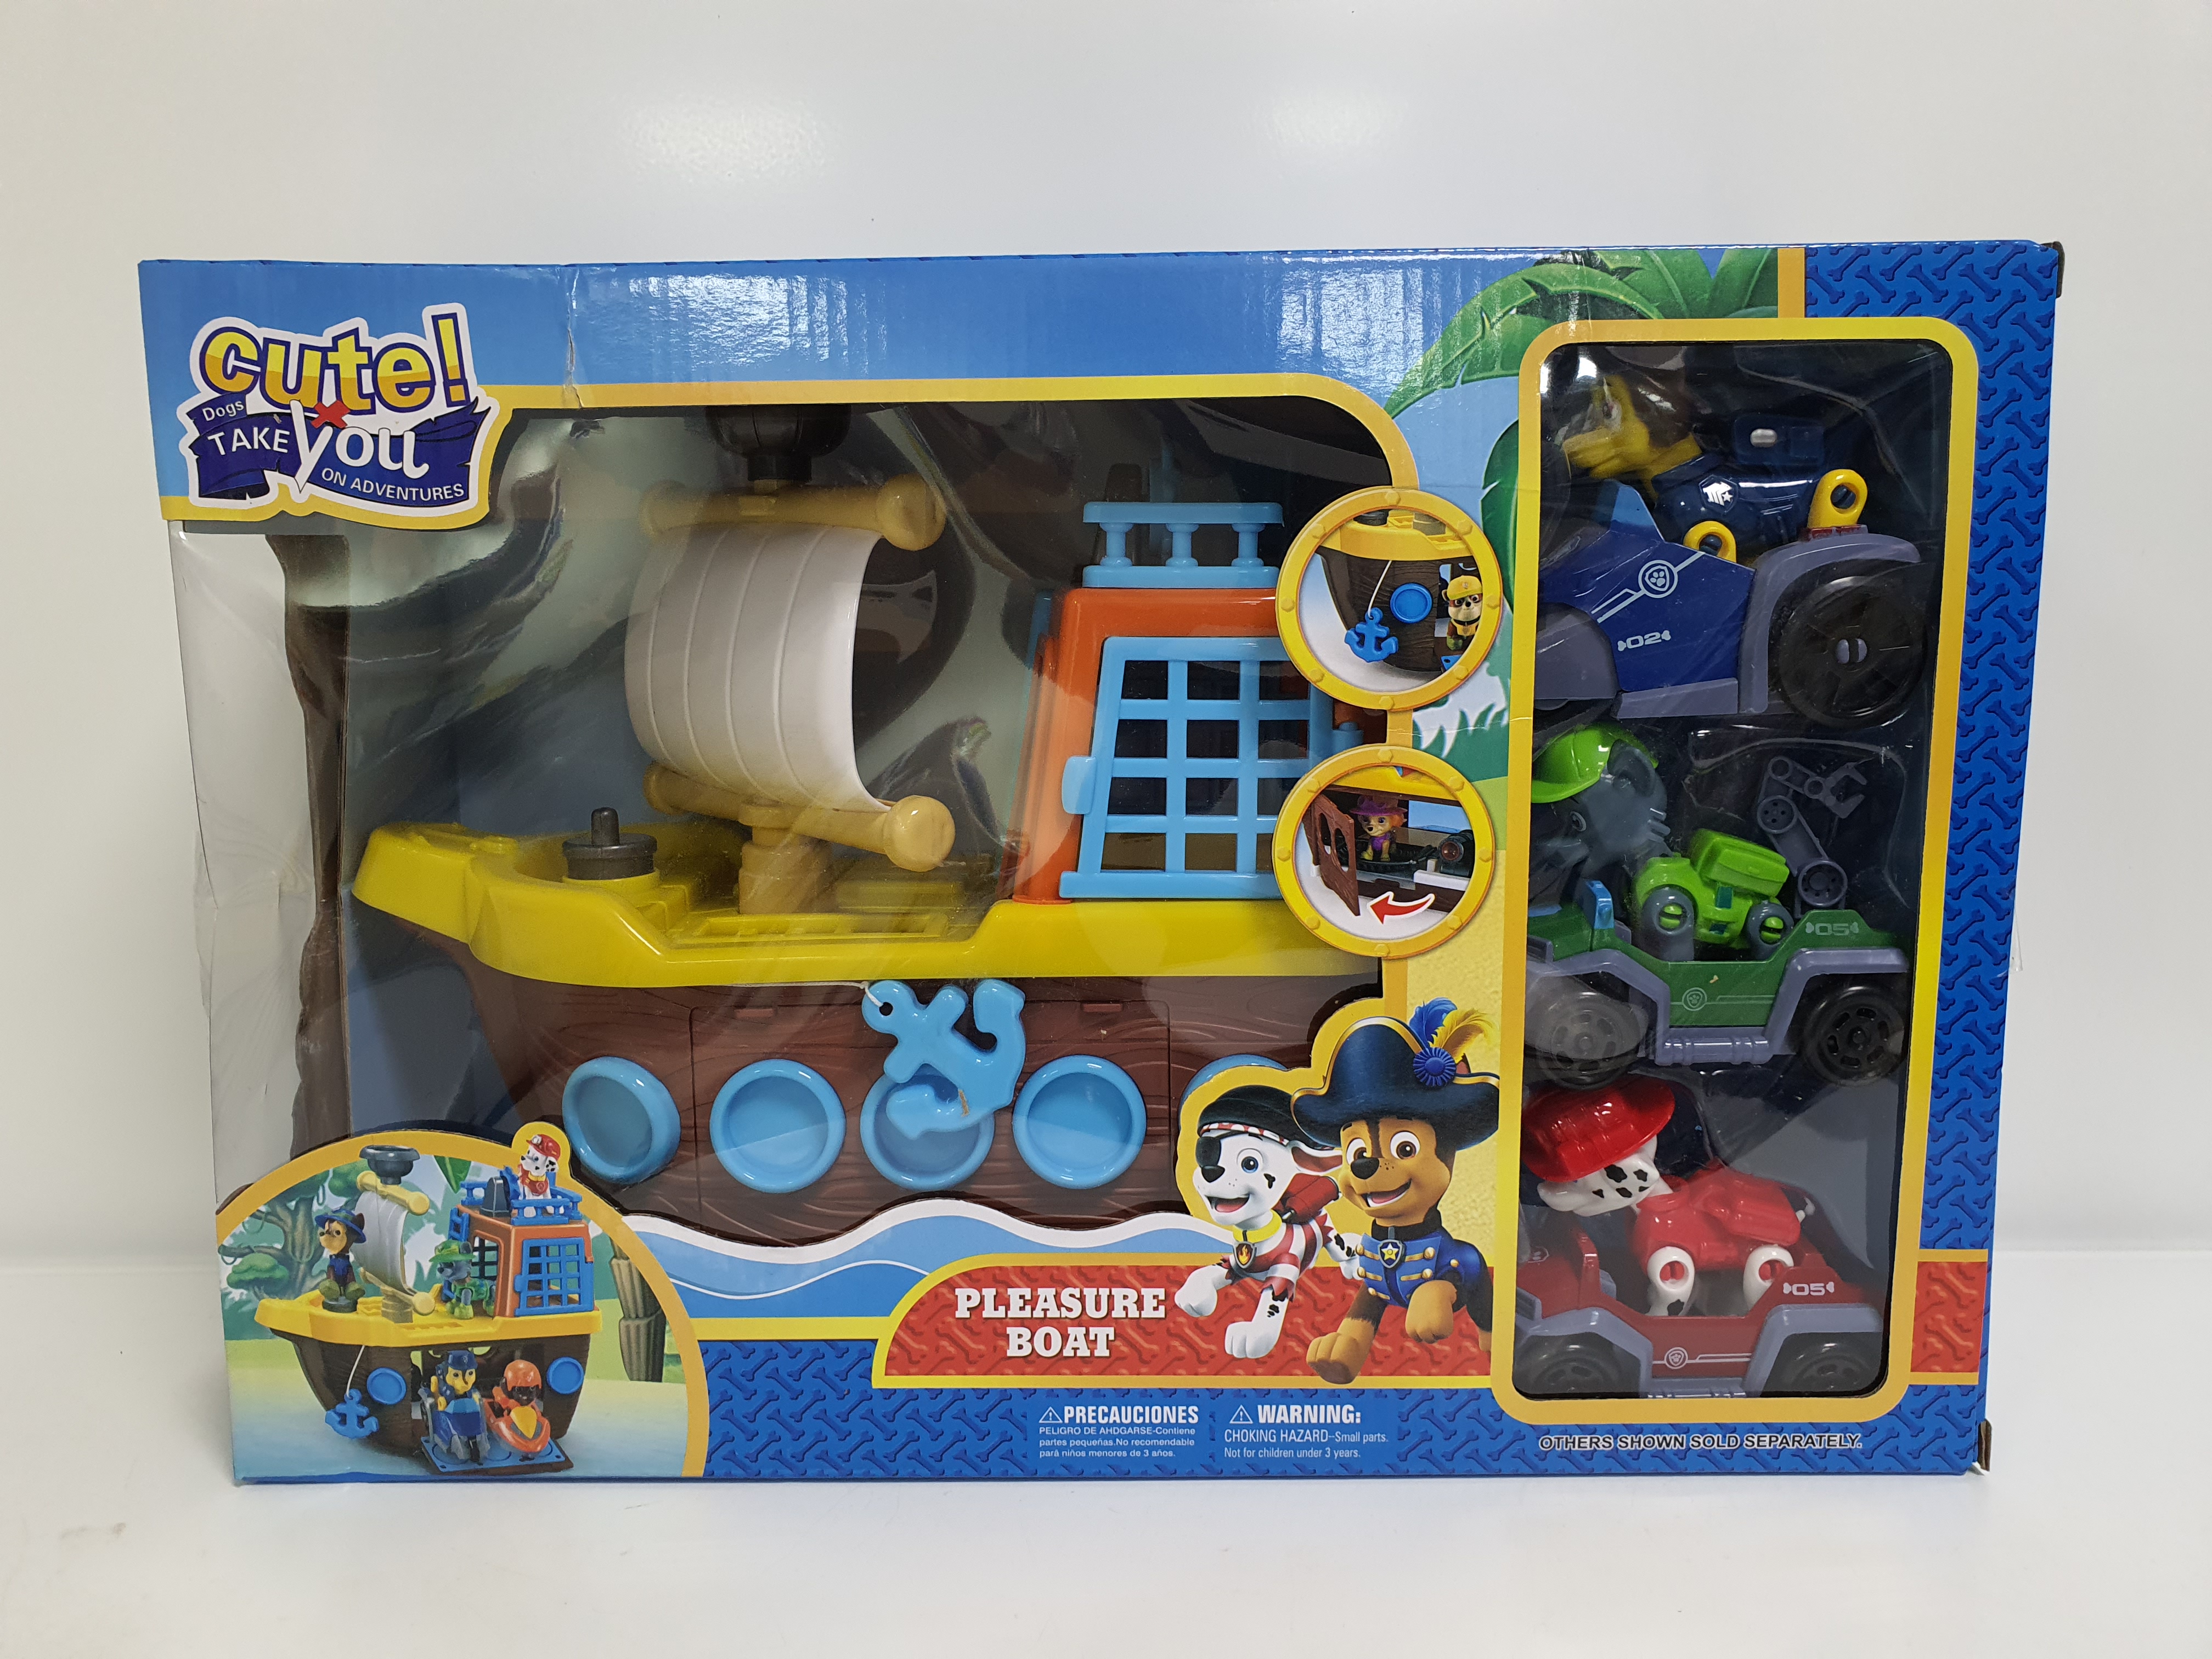 cute!
Dogs
TAKE you
ON ADVENTURES
02
05
05
PLEASURE
BOAT
⚠PRECAUCIONES
PELIGRO DE AHDGARSE-Contiene
partes pequeñas.No recomendable
para niños menores de 3 años.
⚠ WARNING:
CHOKING HAZARD--Small parts.
Not for children under 3 years.
OTHERS SHOWN SOLD SEPARATELY.